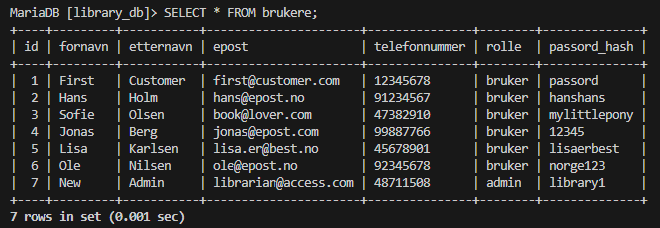 MariaDB [library_db]> SELECT * FROM brukere;
+----+---------+-----------+----------------------+---------------+--------+--------------+
| id | fornavn | etternavn | epost                | telefonnummer | rolle  | passord_hash |
+----+---------+-----------+----------------------+---------------+--------+--------------+
|  1 | First   | Customer  | first@customer.com   | 12345678      | bruker | passord      |
|  2 | Hans    | Holm      | hans@epost.no        | 91234567      | bruker | hanshans     |
|  3 | Sofie   | Olsen     | book@lover.com       | 47382910      | bruker | mylittlepony |
|  4 | Jonas   | Berg      | jonas@epost.com      | 99887766      | bruker | 12345        |
|  5 | Lisa    | Karlsen   | lisa.er@best.no      | 45678901      | bruker | lisaerbest   |
|  6 | Ole     | Nilsen    | ole@epost.no         | 92345678      | bruker | norge123     |
|  7 | New     | Admin     | librarian@access.com | 48711508      | admin  | library1     |
+----+---------+-----------+----------------------+---------------+--------+--------------+
7 rows in set (0.001 sec)